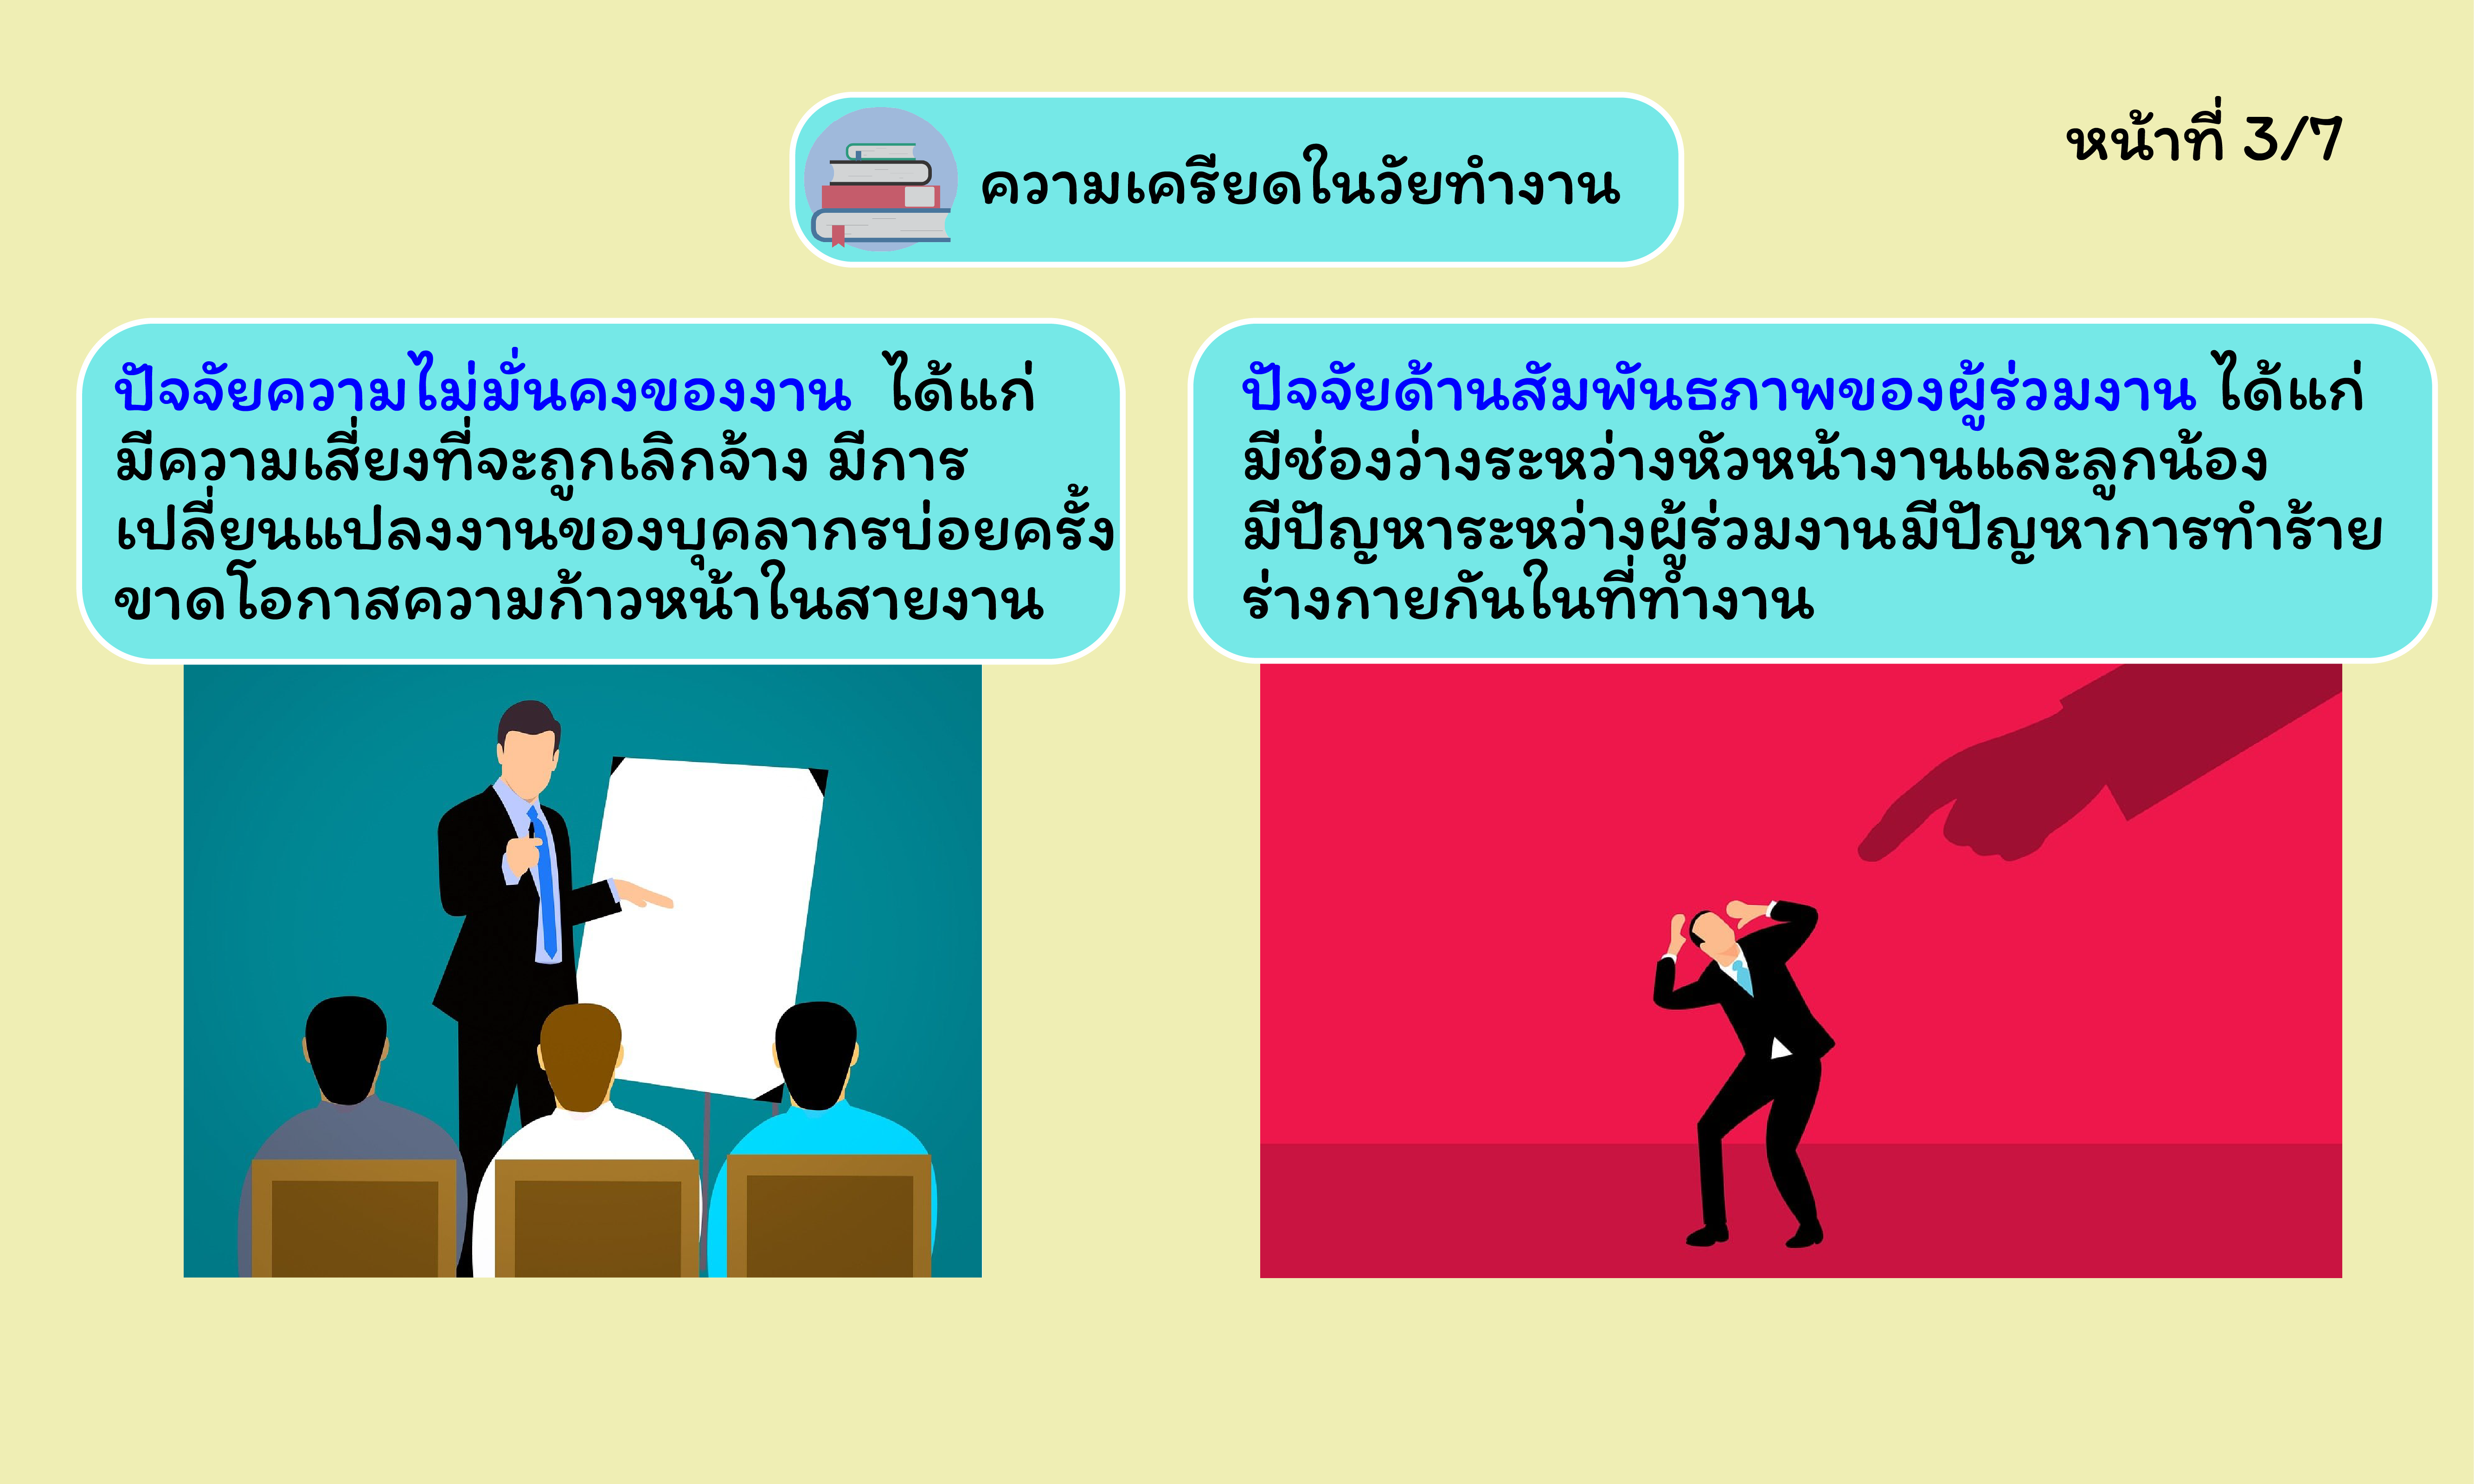 ความเครียดในวัยทำงาน
หน้าที่ 3/7
ปัจจัยความไม่มั่นคงของงาน ได้แก่
มีความเสี่ยงที่จะถูกเลิกจ้าง มีการ
เปลี่ยนแปลงงานของบุคลากรบ่อยครั้ง
ขาดโอกาสความก้าวหน้าในสายงาน
ปัจจัยด้านสัมพันธภาพของผู้ร่วมงาน ได้แก่
มีช่องว่างระหว่างหัวหน้างานและลูกน้อง
มีปัญหาระหว่างผู้ร่วมงานมีปัญหาการทำร้าย
ร่างกายกันในที่ทำงาน